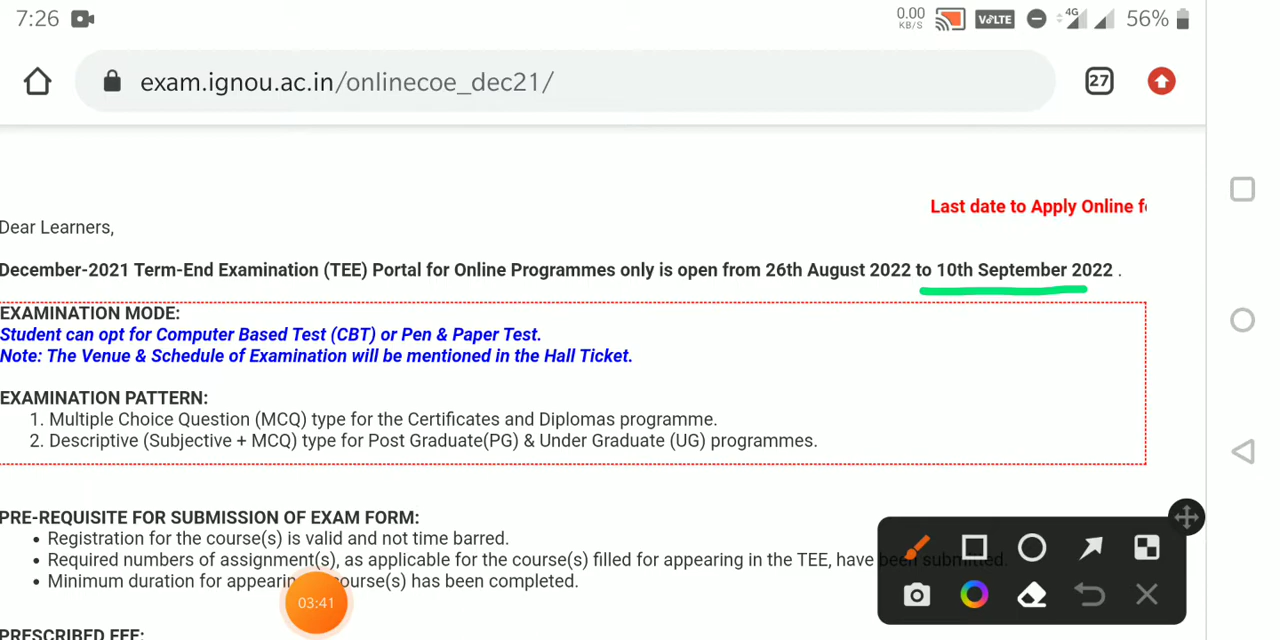 7:26
0.00 KB/S
VoLTE
4G
56%
exam.ignou.ac.in/onlinecoe_dec21/
27
Last date to Apply Online f
Dear Learners,
December-2021 Term-End Examination (TEE) Portal for Online Programmes only is open from 26th August 2022 to 10th September 2022 .
EXAMINATION MODE:
Student can opt for Computer Based Test (CBT) or Pen & Paper Test.
Note: The Venue & Schedule of Examination will be mentioned in the Hall Ticket.
EXAMINATION PATTERN:
1. Multiple Choice Question (MCQ) type for the Certificates and Diplomas programme.
2. Descriptive (Subjective + MCQ) type for Post Graduate(PG) & Under Graduate (UG) programmes.
PRE-REQUISITE FOR SUBMISSION OF EXAM FORM:
• Registration for the course(s) is valid and not time barred.
• Required numbers of assignment(s), as applicable for the course(s) filled for appearing in the TEE, have been submitted.
• Minimum duration for appearin ourse(s) has been completed.
03:41
PRESCRIBED FEE: